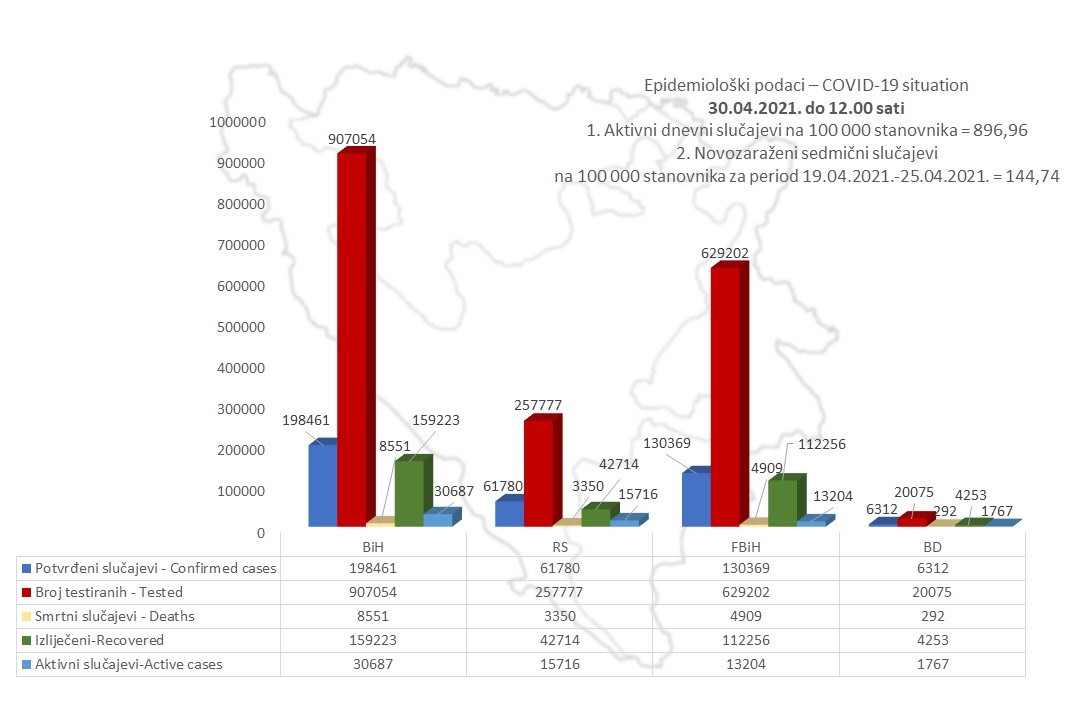 Epidemiološki podaci – COVID-19 situation
30.04.2021. do 12.00 sati
1. Aktivni dnevni slučajevi na 100 000 stanovnika = 896,96
2. Novozaraženi sedmični slučajevi
na 100 000 stanovnika za period 19.04.2021.-25.04.2021. = 144,74
1000000
900000
800000
700000
600000
500000
400000
300000
200000
100000
0
198461
907054
8551
159223
30687
61780
257777
3350
42714
15716
130369
629202
4909
112256
13204
6312
20075
292
4253
1767
BiH RS FBiH BD
Potvrđeni slučajevi - Confirmed cases 198461 61780 130369 6312
Broj testiranih - Tested 907054 257777 629202 20075
Smrtni slučajevi - Deaths 8551 3350 4909 292
Izliječeni-Recovered 159223 42714 112256 4253
Aktivni slučajevi-Active cases 30687 15716 13204 1767